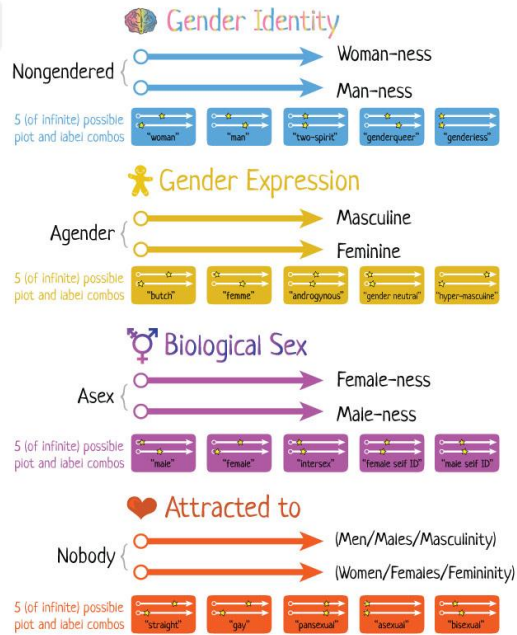 Gender Identity
Nongendered
Woman-ness
Man-ness
5 (of infinite) possible
plot and label combos
"woman"
"man"
"two-spirit"
"genderqueer"
"genderless"
Gender Expression
Agender
Masculine
Feminine
5 (of infinite) possible
plot and label combos
"butch"
"femme"
"androgynous"
"gender neutral"
"hyper-masculine"
Biological Sex
Asex
Female-ness
Male-ness
5 (of infinite) possible
plot and label combos
"male"
"female"
"intersex"
"female self ID"
"male self ID"
Attracted to
Nobody
(Men/Males/Masculinity)
(Women/Females/Femininity)
5 (of infinite) possible
plot and label combos
"straight"
"gay"
"pansexual"
"asexual"
"bisexual"